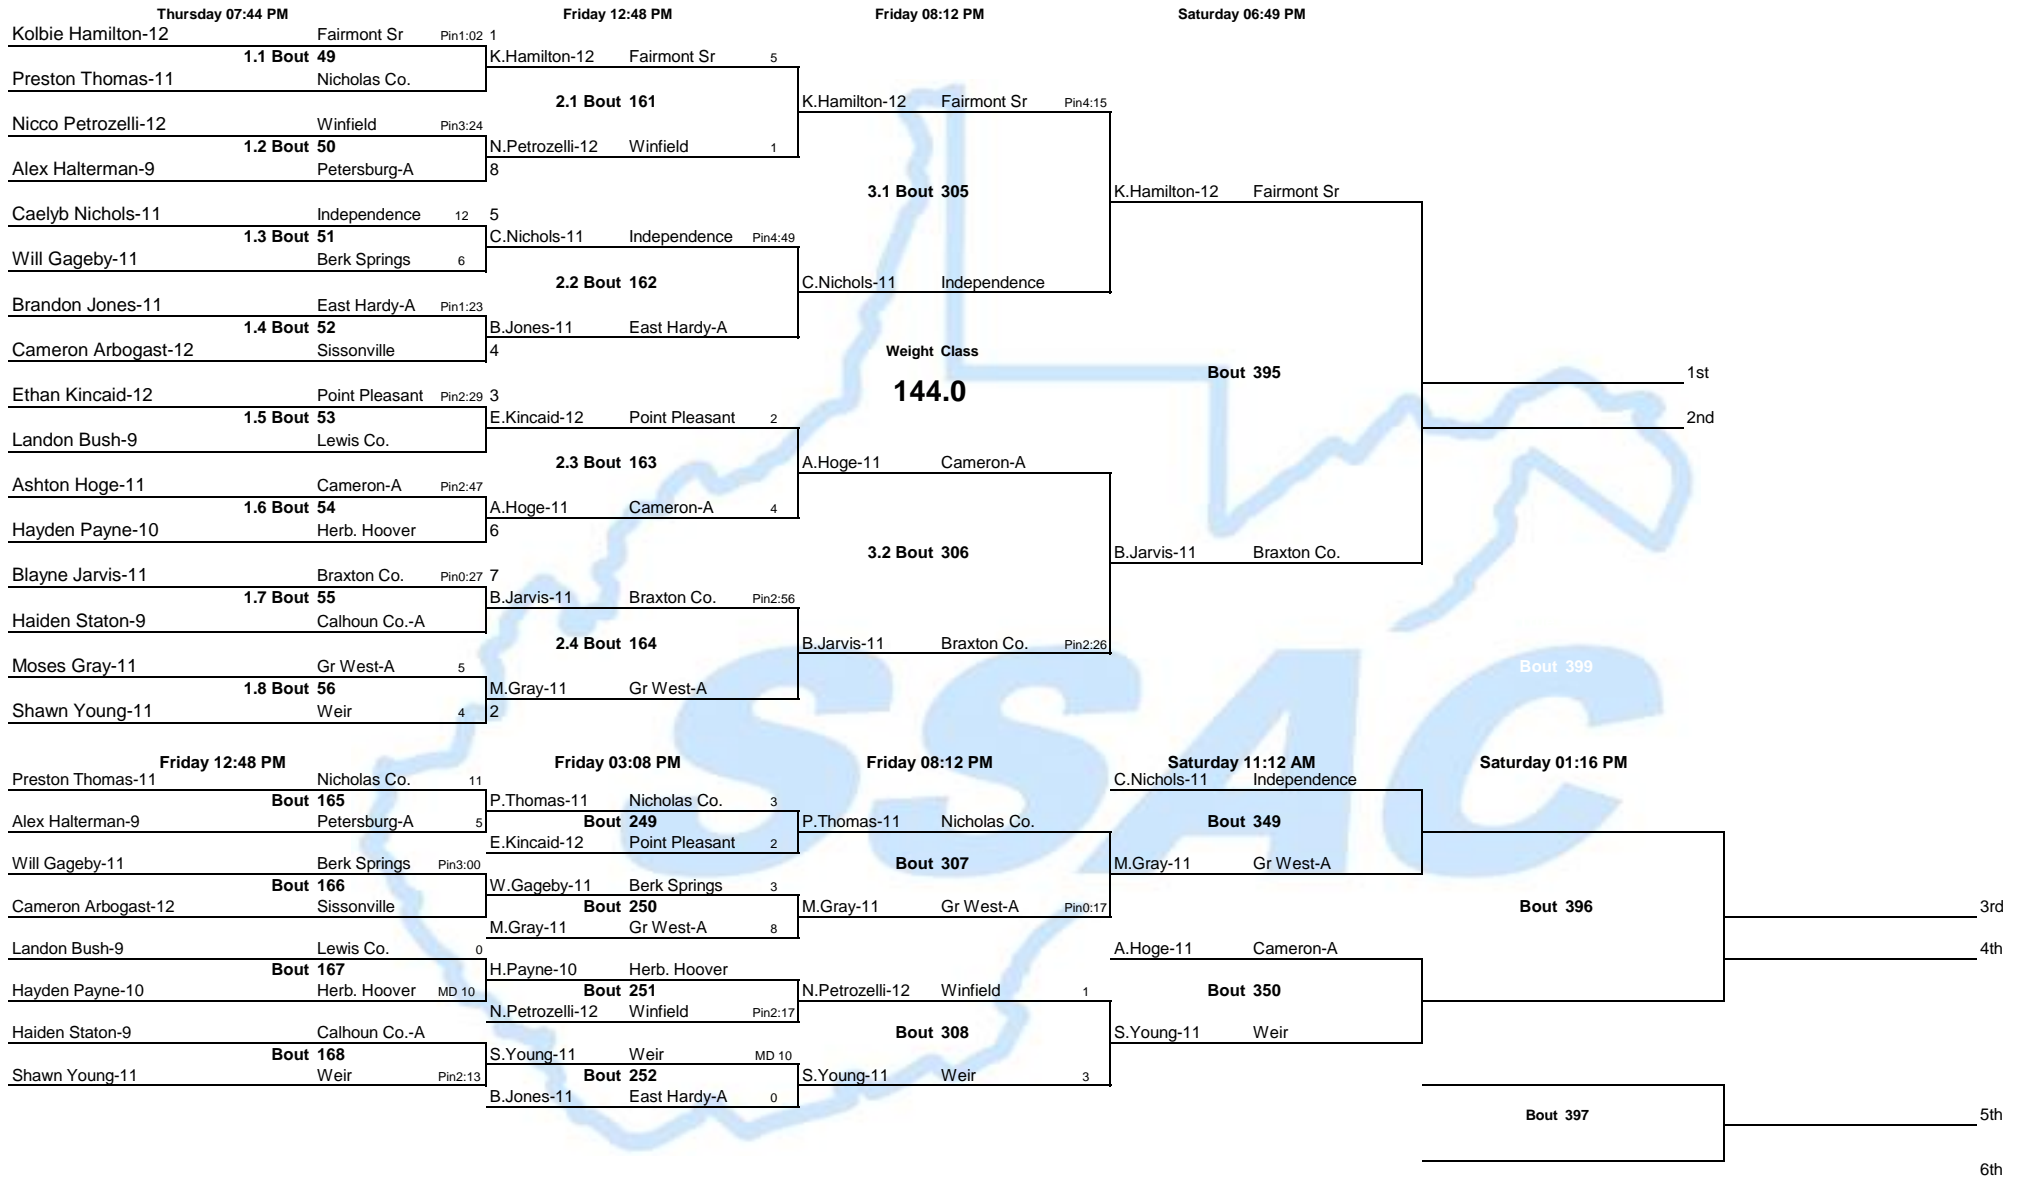 Thursday 07:44 PM Friday 12:48 PM Friday 08:12 PM Saturday 06:49 PM
Kolbie Hamilton-12 Fairmont Sr Pin1:02 1
1.1 Bout 49 K.Hamilton-12 Fairmont Sr 5
Preston Thomas-11 Nicholas Co.
2.1 Bout 161 K.Hamilton-12 Fairmont Sr Pin4:15
Nicco Petrozelli-12 Winfield Pin3:24
1.2 Bout 50 N.Petrozelli-12 Winfield 1
Alex Halterman-9 Petersburg-A 8
3.1 Bout 305 K.Hamilton-12 Fairmont Sr
Caelyb Nichols-11 Independence 12 5
1.3 Bout 51 C.Nichols-11 Independence Pin4:49
Will Gageby-11 Berk Springs 6
2.2 Bout 162 C.Nichols-11 Independence
Brandon Jones-11 East Hardy-A Pin1:23
1.4 Bout 52 B.Jones-11 East Hardy-A
Cameron Arbogast-12 Sissonville 4 Weight Class
Bout 395 1st
Ethan Kincaid-12 Point Pleasant Pin2:29 3 144.0
1.5 Bout 53 E.Kincaid-12 Point Pleasant 2 2nd
Landon Bush-9 Lewis Co.
2.3 Bout 163 A.Hoge-11 Cameron-A
Ashton Hoge-11 Cameron-A Pin2:47
1.6 Bout 54 A.Hoge-11 Cameron-A 4
Hayden Payne-10 Herb. Hoover 6
3.2 Bout 306 B.Jarvis-11 Braxton Co.
Blayne Jarvis-11 Braxton Co. Pin0:27 7
1.7 Bout 55 B.Jarvis-11 Braxton Co. Pin2:56
Haiden Staton-9 Calhoun Co.-A
2.4 Bout 164 B.Jarvis-11 Braxton Co. Pin2:26
Moses Gray-11 Gr West-A 5 Bout 399
1.8 Bout 56 M.Gray-11 Gr West-A
Shawn Young-11 Weir 4 2
SSAC
Friday 12:48 PM Friday 03:08 PM Friday 08:12 PM Saturday 11:12 AM Saturday 01:16 PM
Preston Thomas-11 Nicholas Co. 11 C.Nichols-11 Independence
Bout 165 P.Thomas-11 Nicholas Co. 3
Alex Halterman-9 Petersburg-A 5 Bout 249 P.Thomas-11 Nicholas Co. Bout 349
E.Kincaid-12 Point Pleasant 2
Will Gageby-11 Berk Springs Pin3:00 Bout 307 M.Gray-11 Gr West-A
Bout 166 W.Gageby-11 Berk Springs 3
Cameron Arbogast-12 Sissonville Bout 250 M.Gray-11 Gr West-A Pin0:17 Bout 396 3rd
M.Gray-11 Gr West-A 8
Landon Bush-9 Lewis Co. 0 A.Hoge-11 Cameron-A 4th
Bout 167 H.Payne-10 Herb. Hoover
Hayden Payne-10 Herb. Hoover MD 10 Bout 251 N.Petrozelli-12 Winfield 1 Bout 350
N.Petrozelli-12 Winfield Pin2:17
Haiden Staton-9 Calhoun Co.-A Bout 308 S.Young-11 Weir
Bout 168 S.Young-11 Weir MD 10
Shawn Young-11 Weir Pin2:13 Bout 252 S.Young-11 Weir 3
B.Jones-11 East Hardy-A 0
Bout 397 5th
6th